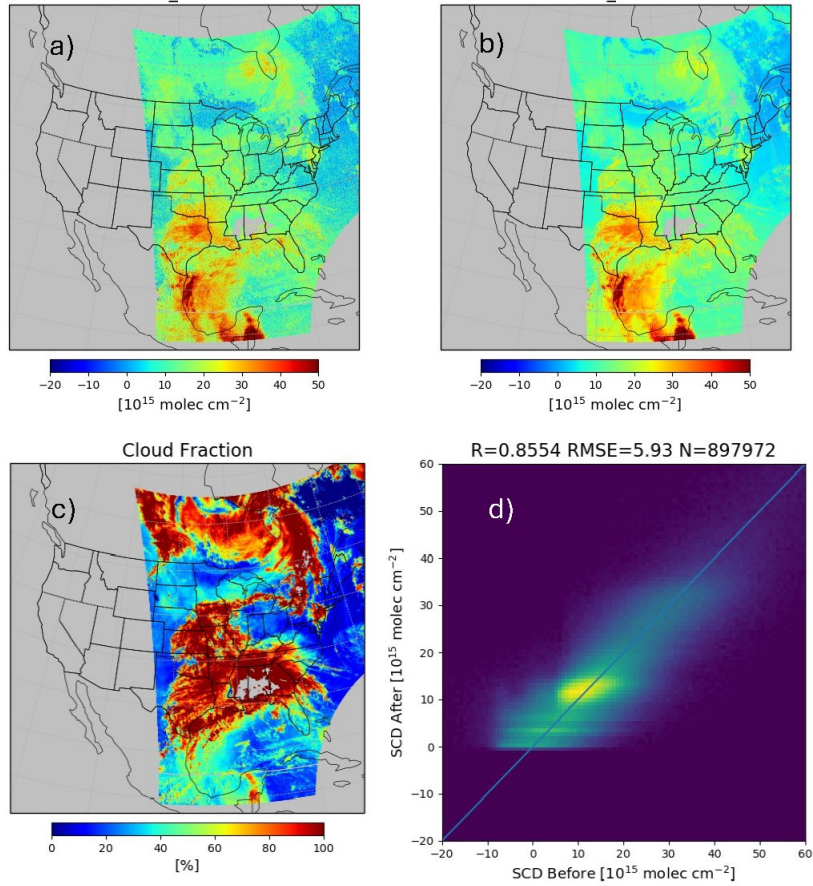 a)
b)
−20 −10 0 10 20 30 40 50
[10¹⁵ molec cm⁻²]
−20 −10 0 10 20 30 40 50
[10¹⁵ molec cm⁻²]
Cloud Fraction
c)
0 20 40 60 80 100
[%]
R=0.8554 RMSE=5.93 N=897972
d)
60
50
40
30
20
10
0
−10
−20
SCD After [10¹⁵ molec cm⁻²]
−20 −10 0 10 20 30 40 50 60
SCD Before [10¹⁵ molec cm⁻²]